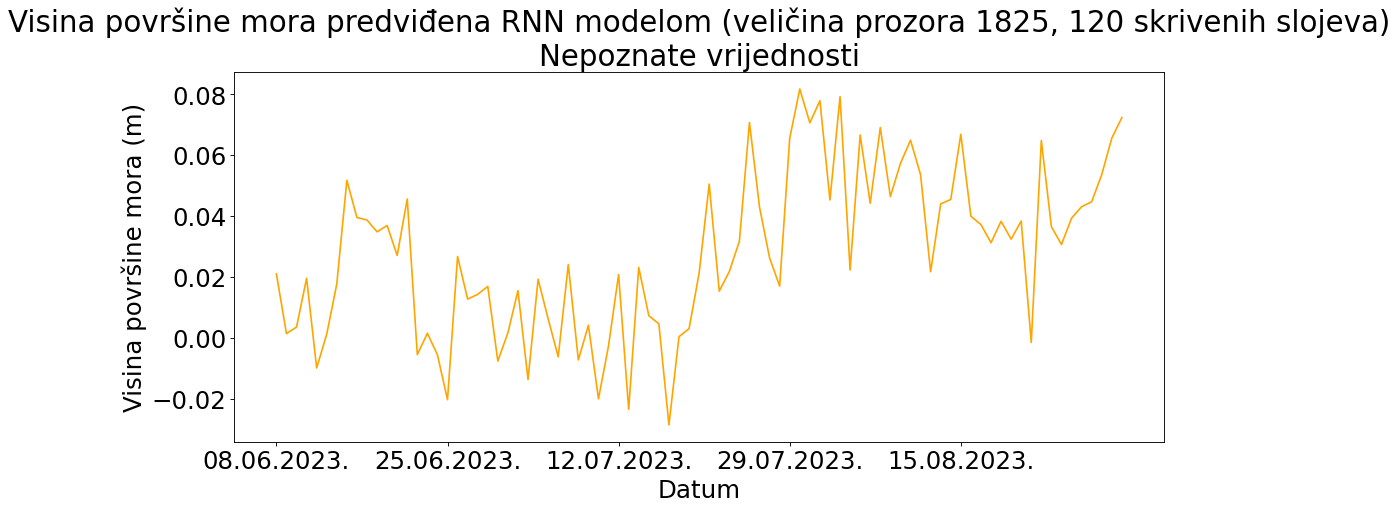 Visina površine mora predviđena RNN modelom (veličina prozora 1825, 120 skrivenih slojeva)
Nepoznate vrijednosti
Visina površine mora (m)
0.08
0.06
0.04
0.02
0.00
−0.02
08.06.2023. 25.06.2023. 12.07.2023. 29.07.2023. 15.08.2023.
Datum